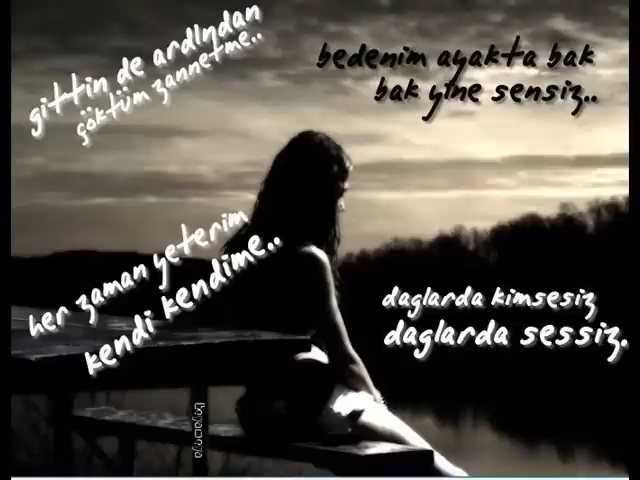 gittin de ardından
çöktüm zannetme..
bedenim ayakta bak
bak yine sensiz..
her zaman yeterim
kendi kendime..
daglarda kimsesiz
daglarda sessiz.